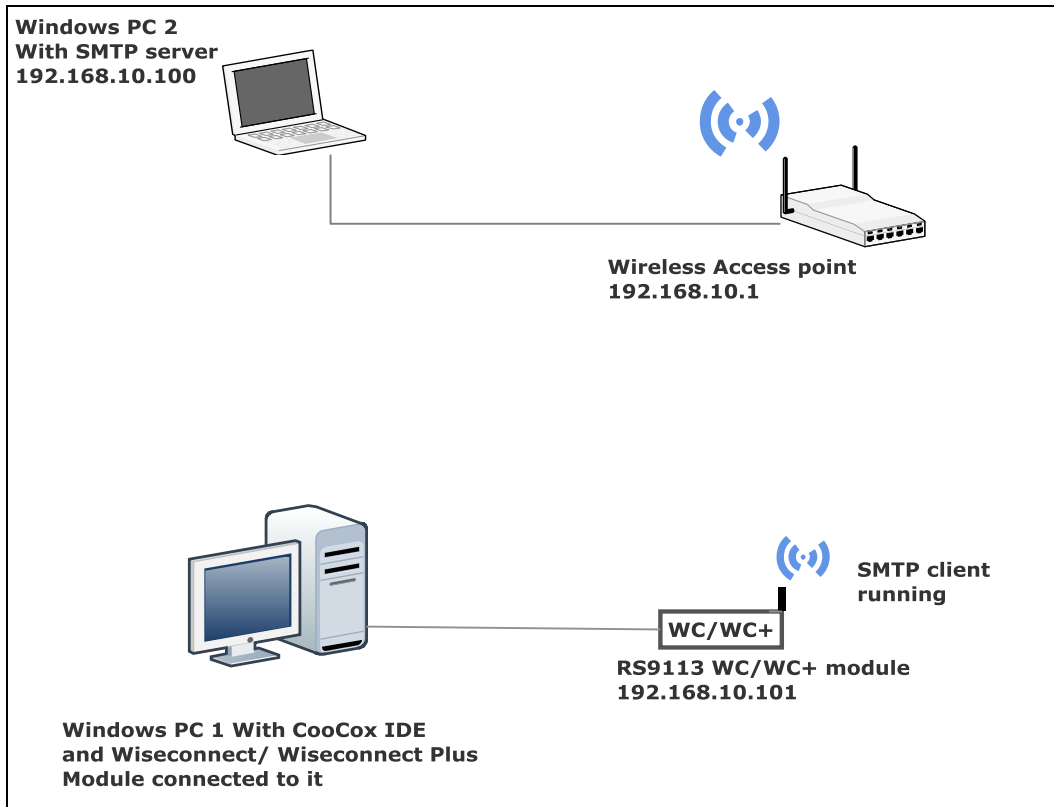 Windows PC 2
With SMTP server
192.168.10.100
Wireless Access point
192.168.10.1
SMTP client
running
WC/WC+
RS9113 WC/WC+ module
192.168.10.101
Windows PC 1 With CooCox IDE
and Wiseconnect/ Wiseconnect Plus
Module connected to it